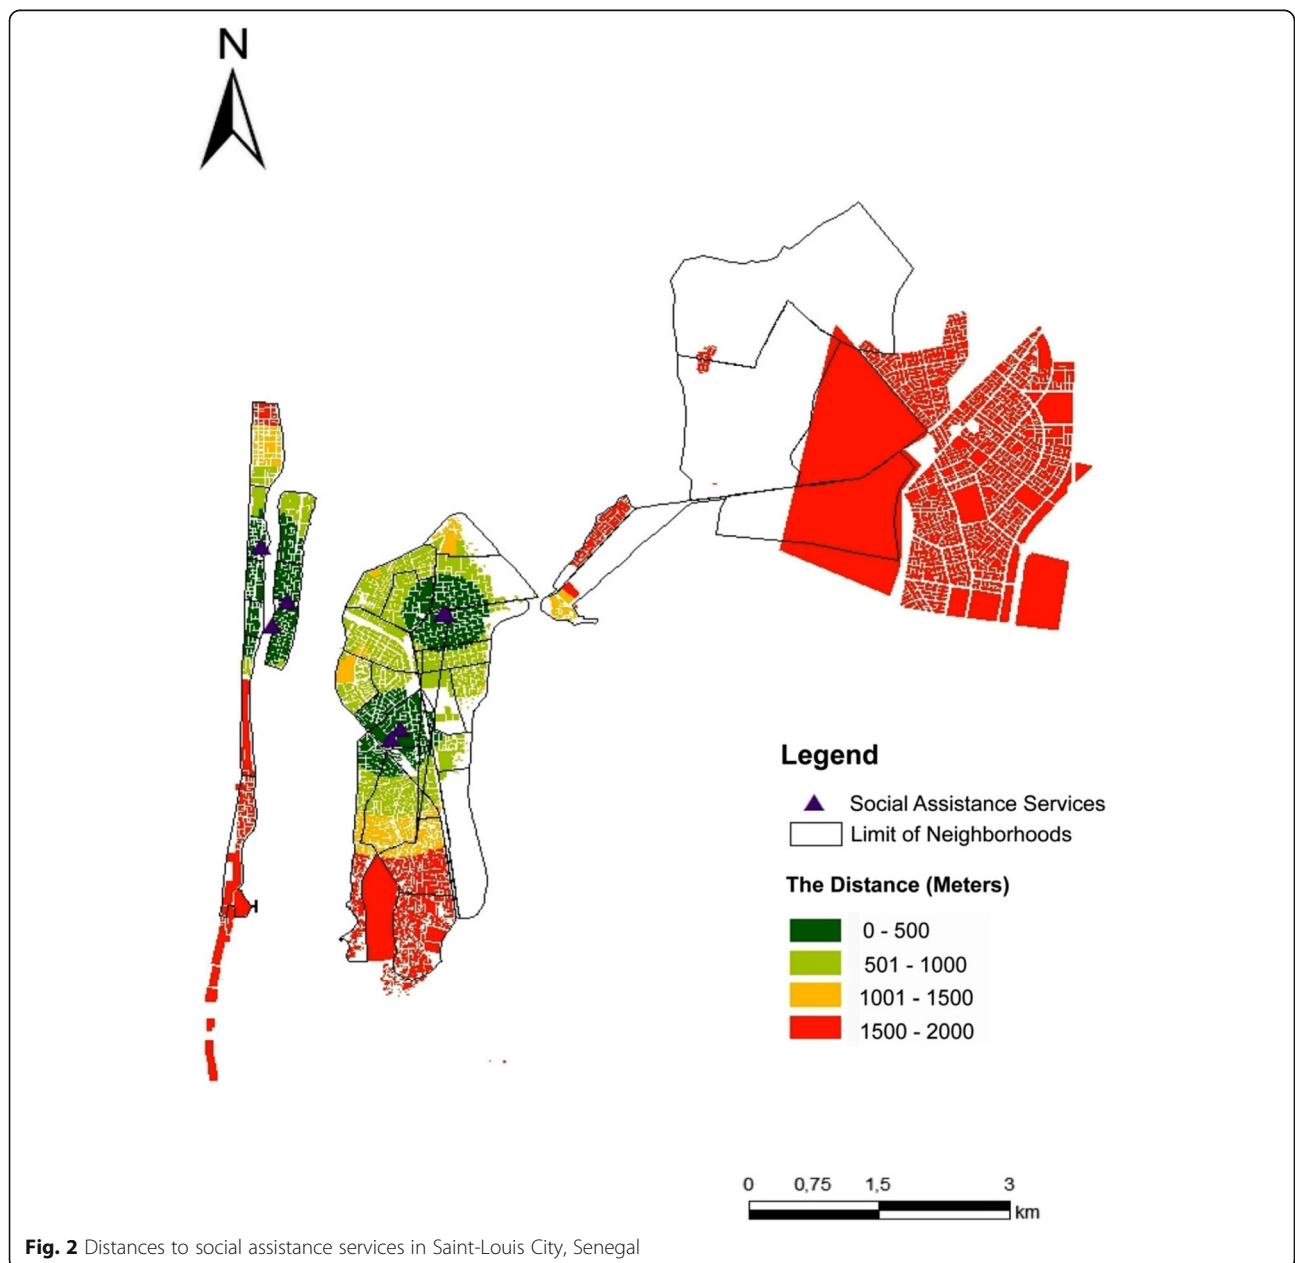 N
Legend
Social Assistance Services
Limit of Neighborhoods
The Distance (Meters)
0 - 500
501 - 1000
1001 - 1500
1500 - 2000
0 0,75 1,5 3
km
Fig. 2 Distances to social assistance services in Saint-Louis City, Senegal